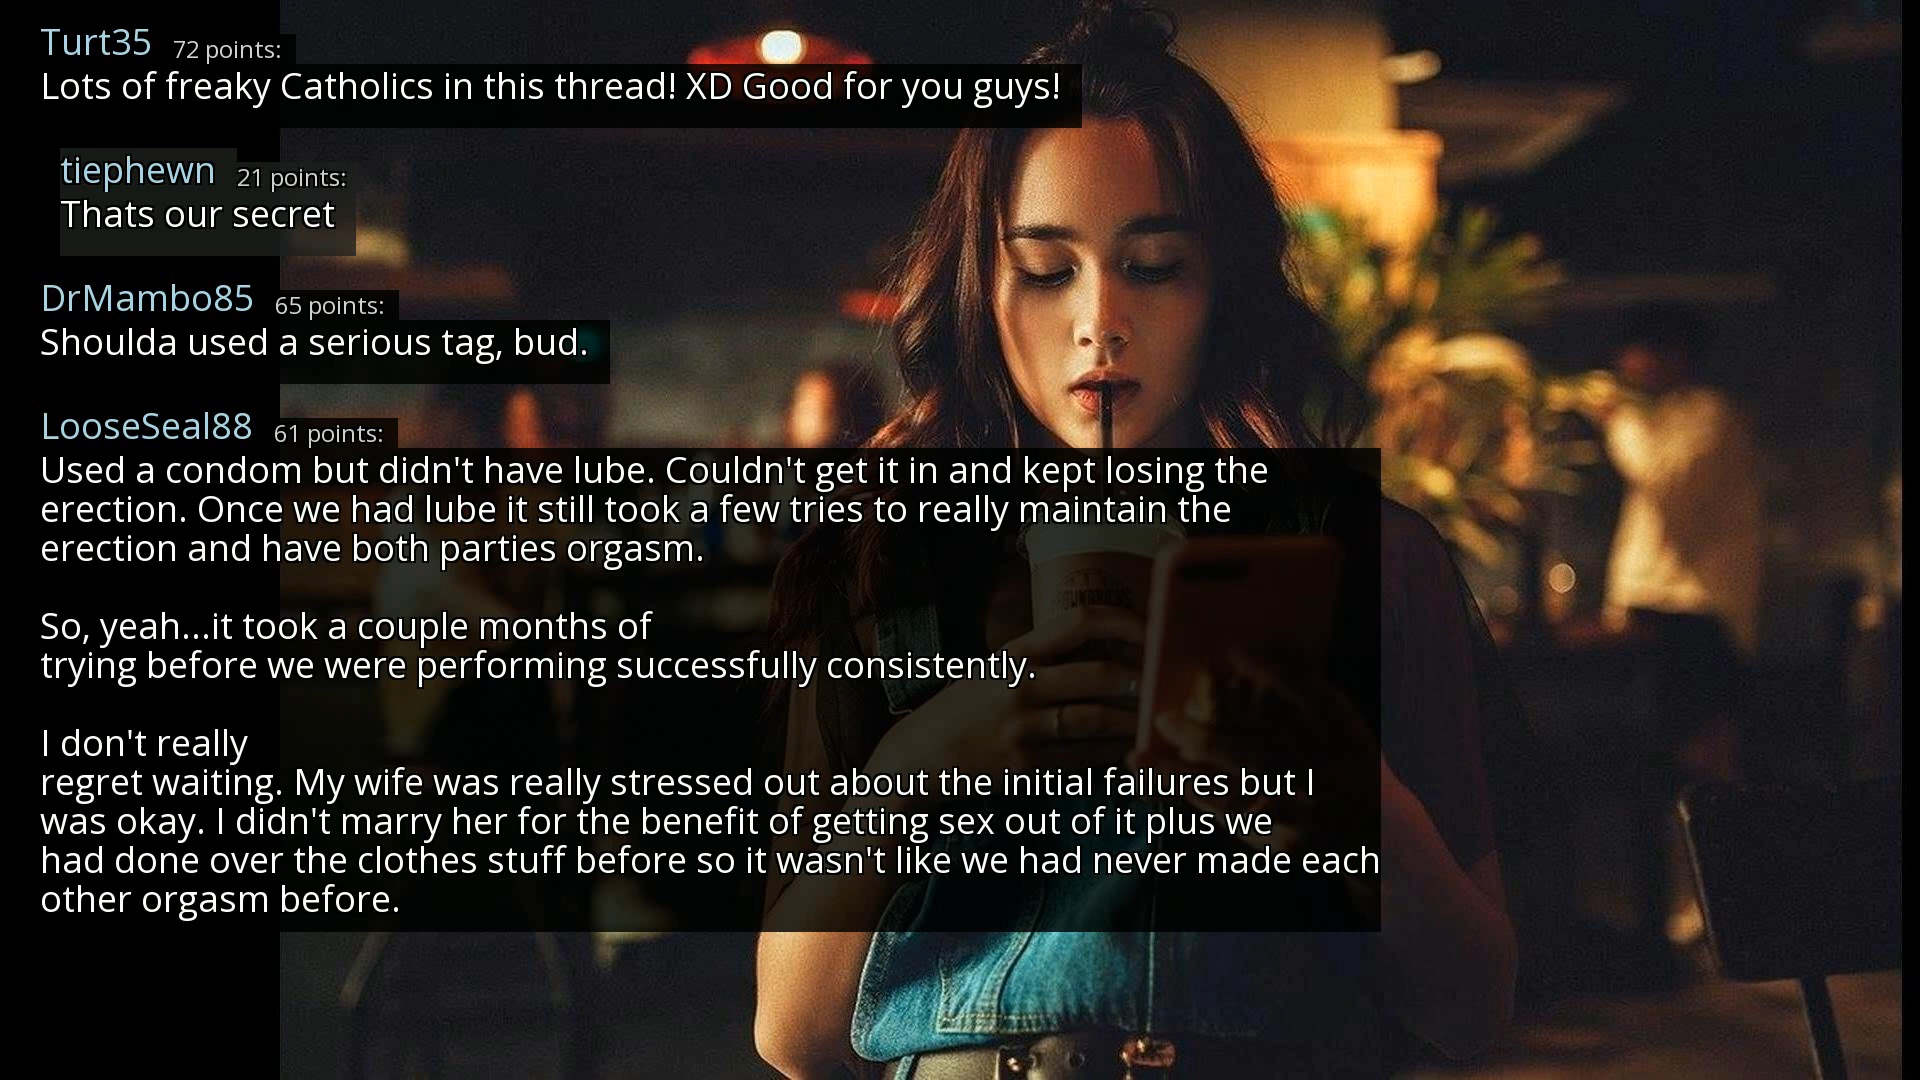 Turt35 72 points:
Lots of freaky Catholics in this thread! XD Good for you guys!
tiephewn 21 points:
Thats our secret
DrMambo85 65 points:
Shoulda used a serious tag, bud.
LooseSeal88 61 points:
Used a condom but didn't have lube. Couldn't get it in and kept losing the
erection. Once we had lube it still took a few tries to really maintain the
erection and have both parties orgasm.
So, yeah...it took a couple months of
trying before we were performing successfully consistently.
I don't really
regret waiting. My wife was really stressed out about the initial failures but I
was okay. I didn't marry her for the benefit of getting sex out of it plus we
had done over the clothes stuff before so it wasn't like we had never made each
other orgasm before.